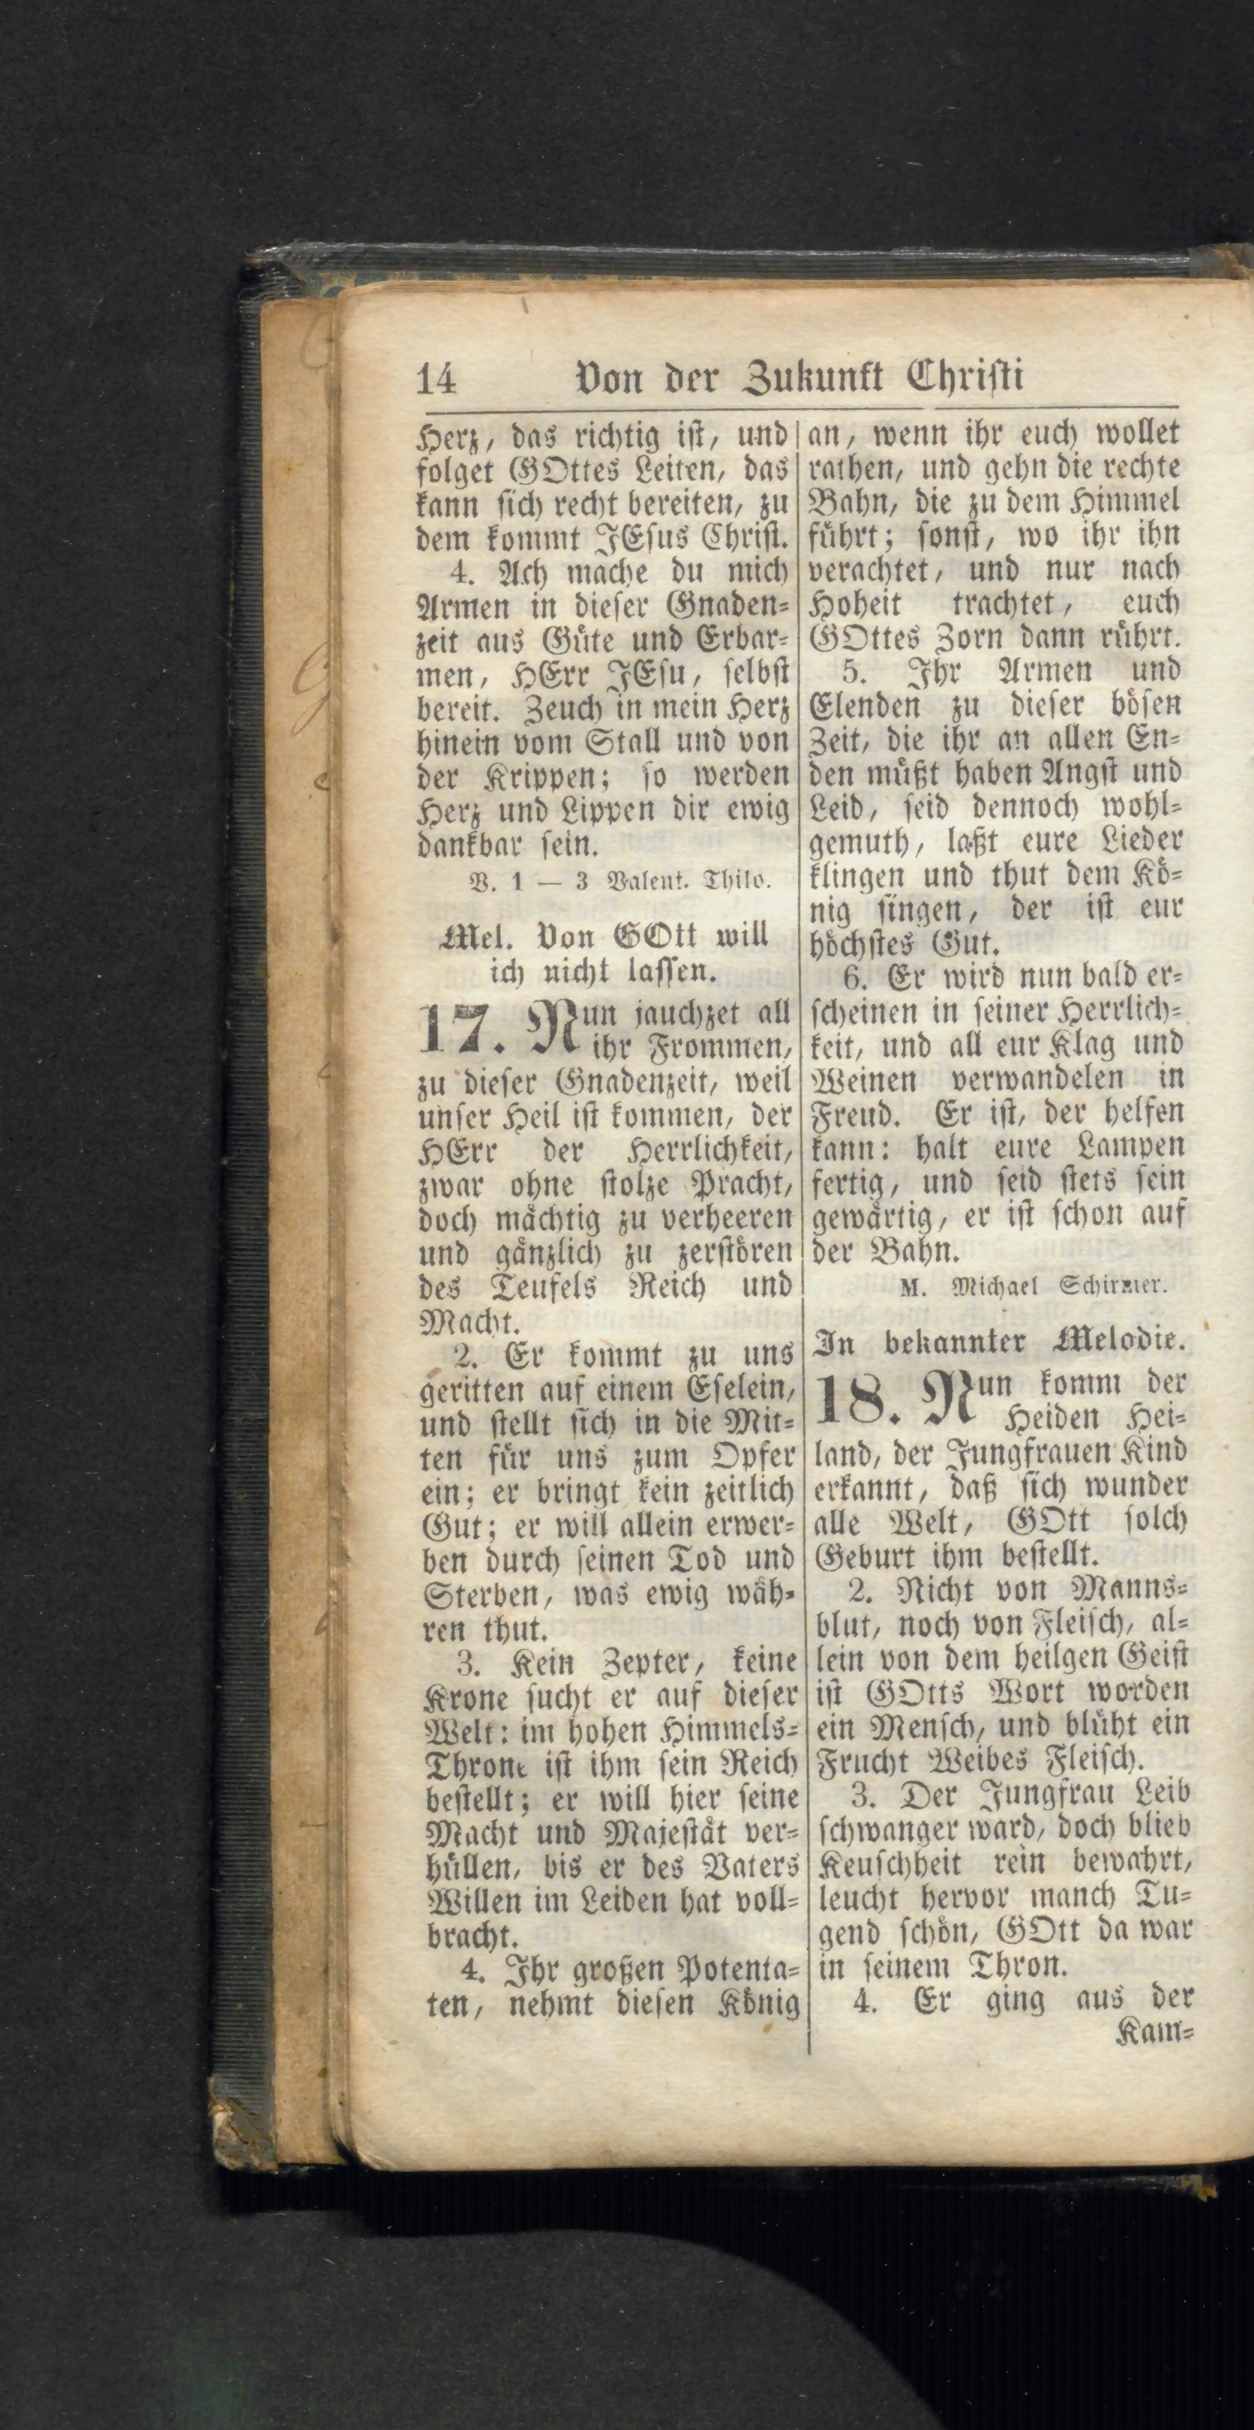 14 Von der Zukunft Christi
Herz, das richtig ist, und
folget GOttes Leiten, das
kann sich recht bereiten, zu
dem kommt JEsus Christ.
4. Ach mache du mich
Armen in dieser Gnaden-
zeit aus Güte und Erbar-
men, HErr JEsu, selbst
bereit. Zeuch in mein Herz
hinein vom Stall und von
der Krippen; so werden
Herz und Lippen dir ewig
dankbar sein.
V. 1 — 3 Valent. Thilo.
Mel. Von GOtt will
ich nicht lassen.
17. Nun jauchzet all
ihr Frommen,
zu dieser Gnadenzeit, weil
unser Heil ist kommen, der
HErr der Herrlichkeit,
zwar ohne stolze Pracht,
doch mächtig zu verheeren
und gänzlich zu zerstören
des Teufels Reich und
Macht.
2. Er kommt zu uns
geritten auf einem Eselein,
und stellt sich in die Mit-
ten für uns zum Opfer
ein; er bringt kein zeitlich
Gut; er will allein erwer-
ben durch seinen Tod und
Sterben, was ewig wäh-
ren thut.
3. Kein Zepter, keine
Krone sucht er auf dieser
Welt: im hohen Himmels-
Throne ist ihm sein Reich
bestellt; er will hier seine
Macht und Majestät ver-
hüllen, bis er des Vaters
Willen im Leiden hat voll-
bracht.
4. Ihr großen Potenta-
ten, nehmt diesen König
an, wenn ihr euch wollet
rathen, und gehn die rechte
Bahn, die zu dem Himmel
führt; sonst, wo ihr ihn
verachtet, und nur nach
Hoheit trachtet, euch
GOttes Zorn dann rührt.
5. Ihr Armen und
Elenden zu dieser bösen
Zeit, die ihr an allen En-
den müßt haben Angst und
Leid, seid dennoch wohl-
gemuth, laßt eure Lieder
klingen und thut dem Kö-
nig singen, der ist eur
höchstes Gut.
6. Er wird nun bald er-
scheinen in seiner Herrlich-
keit, und all eur Klag und
Weinen verwandelen in
Freud. Er ist, der helfen
kann: halt eure Lampen
fertig, und seid stets sein
gewärtig, er ist schon auf
der Bahn.
M. Michael Schirmer.
In bekannter Melodie.
18. Nun komm der
Heiden Hei-
land, der Jungfrauen Kind
erkannt, daß sich wunder
alle Welt, GOtt solch
Geburt ihm bestellt.
2. Nicht von Manns-
blut, noch von Fleisch, al-
lein von dem heilgen Geist
ist GOtts Wort worden
ein Mensch, und blüht ein
Frucht Weibes Fleisch.
3. Der Jungfrau Leib
schwanger ward, doch blieb
Keuschheit rein bewahrt,
leucht hervor manch Tu-
gend schön, GOtt da war
in seinem Thron.
4. Er ging aus der
Kam-